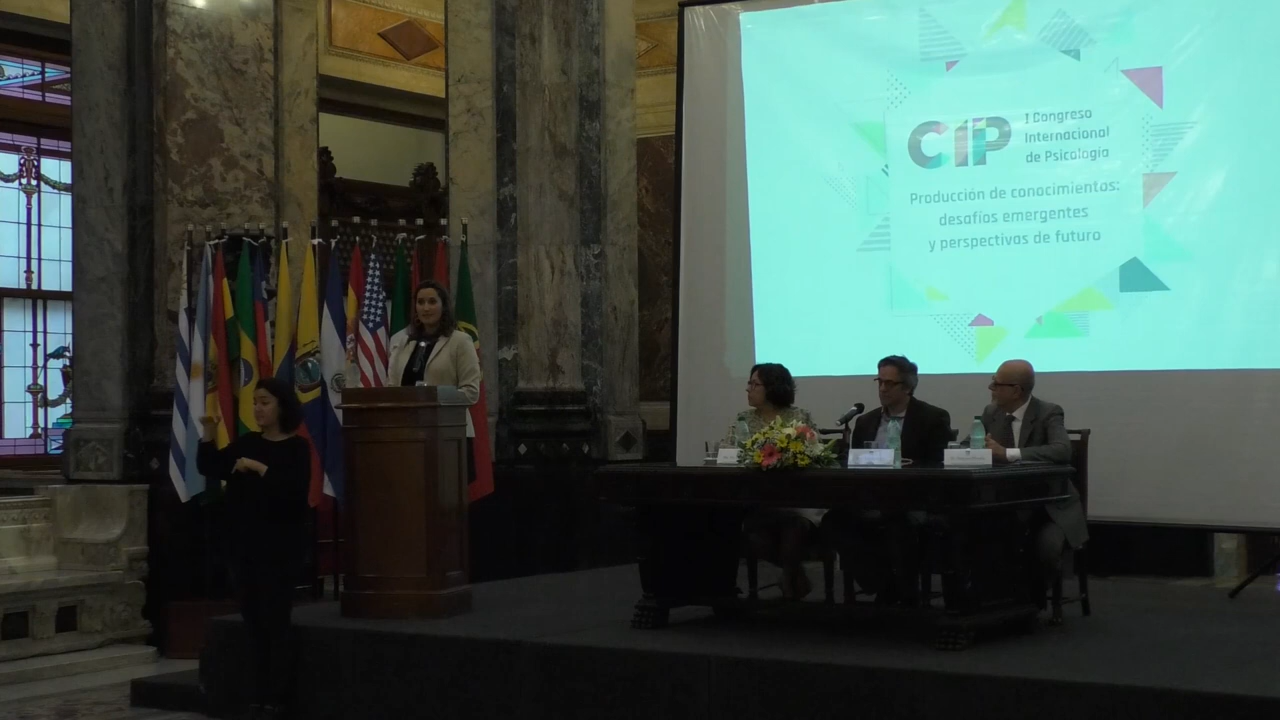 CIP
I Congreso
Internacional
de Psicología
Producción de conocimientos:
desafíos emergentes
y perspectivas de futuro